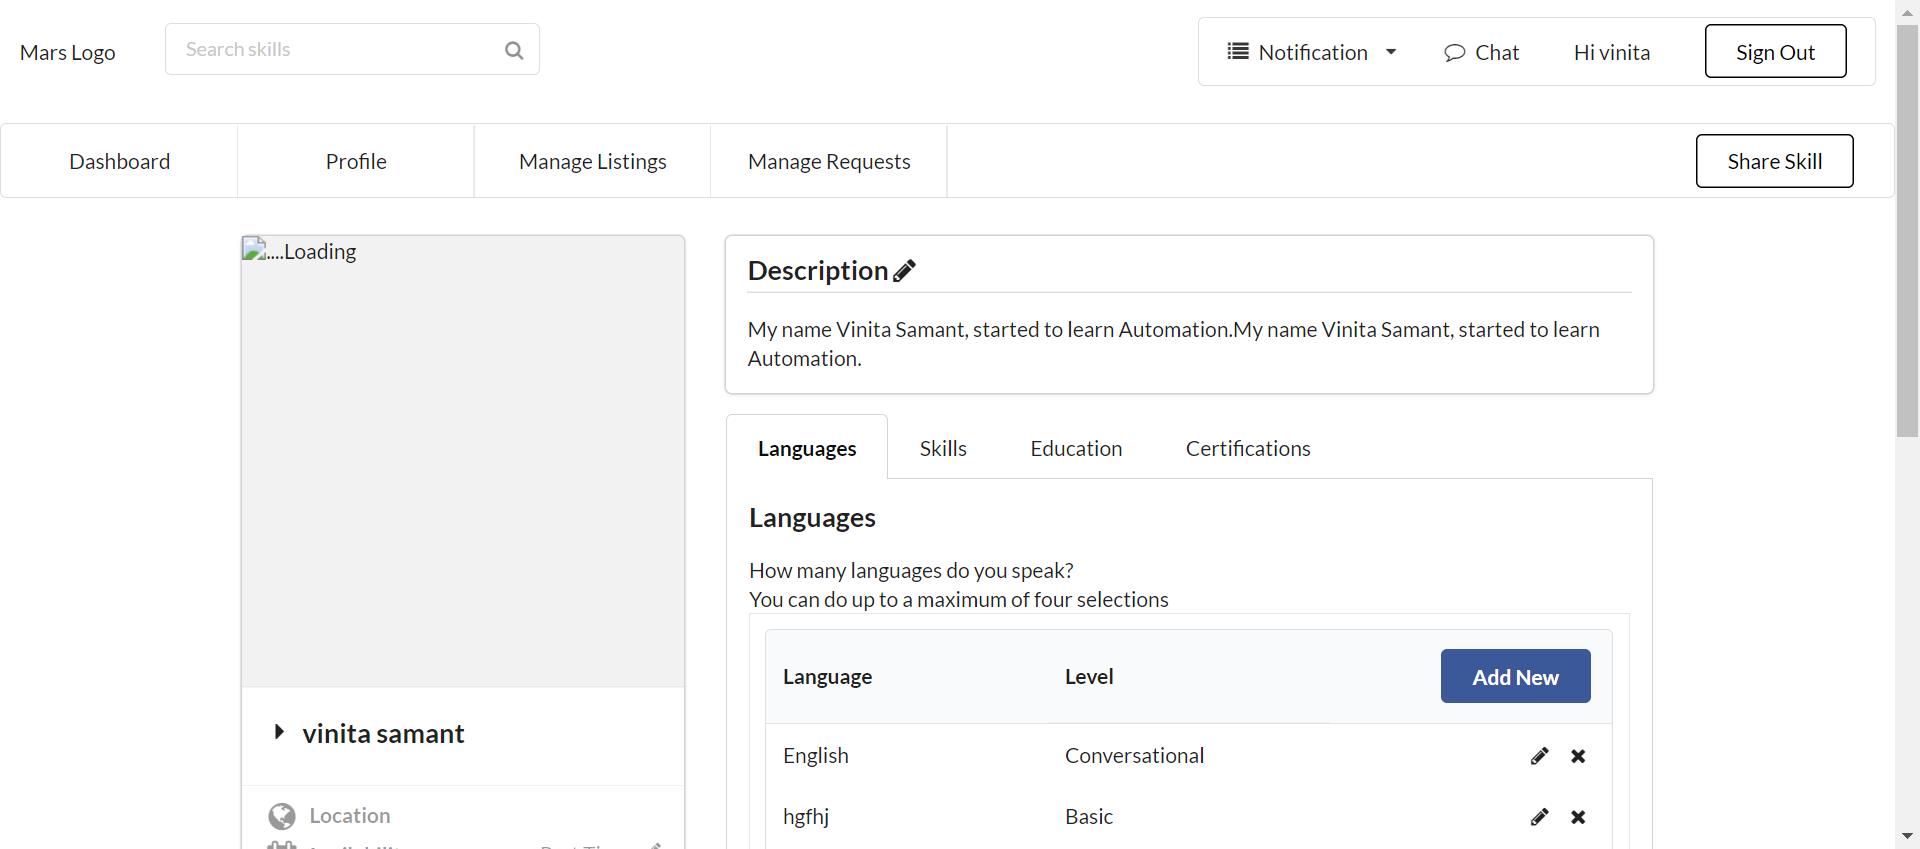 Mars Logo
Search skills
Notification
Chat
Hi vinita
Sign Out
Dashboard
Profile
Manage Listings
Manage Requests
Share Skill
....Loading
vinita samant
Location
Description
My name Vinita Samant, started to learn Automation.My name Vinita Samant, started to learn
Automation.
Languages
Skills
Education
Certifications
Languages
How many languages do you speak?
You can do up to a maximum of four selections
Language
Level
Add New
English
Conversational
hgfhj
Basic